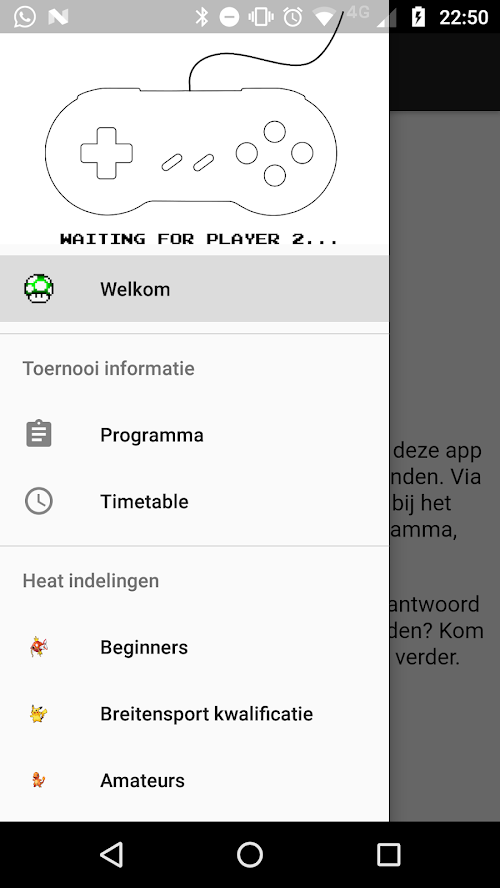 4G 22:50
WAITING FOR PLAYER 2...
Welkom
Toernooi informatie
Programma
Timetable
Heat indelingen
Beginners
Breitensport kwalificatie
Amateurs
deze app
nden. Via
bij het
amma,
antwoord
den? Kom
verder.